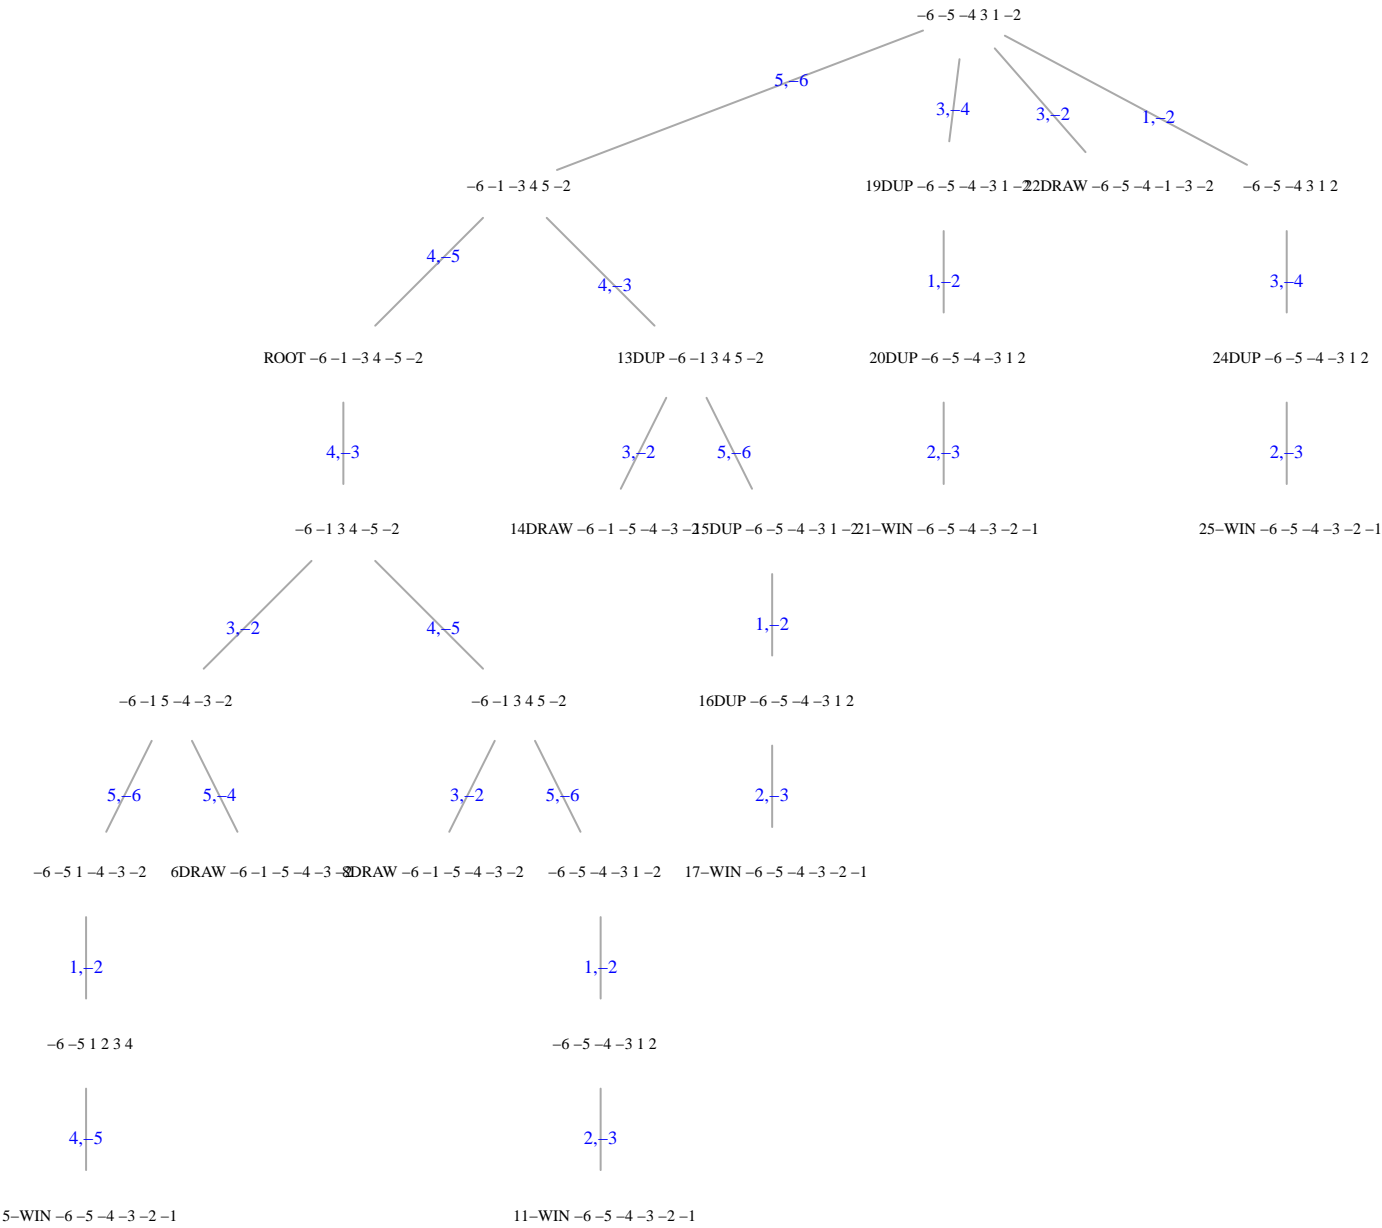 −6 −5 −4 3 1 −2
5,−6
3,−4
3,−2
1,−2
−6 −1 −3 4 5 −2
19DUP −6 −5 −4 −3 1 −2
22DRAW −6 −5 −4 −1 −3 −2
−6 −5 −4 3 1 2
4,−5
4,−3
1,−2
3,−4
ROOT −6 −1 −3 4 −5 −2
13DUP −6 −1 3 4 5 −2
20DUP −6 −5 −4 −3 1 2
24DUP −6 −5 −4 −3 1 2
4,−3
3,−2
5,−6
2,−3
2,−3
−6 −1 3 4 −5 −2
14DRAW −6 −1 −5 −4 −3 −2
15DUP −6 −5 −4 −3 1 −2
21−WIN −6 −5 −4 −3 −2 −1
25−WIN −6 −5 −4 −3 −2 −1
3,−2
4,−5
1,−2
−6 −1 5 −4 −3 −2
−6 −1 3 4 5 −2
16DUP −6 −5 −4 −3 1 2
5,−6
5,−4
3,−2
5,−6
2,−3
−6 −5 1 −4 −3 −2
6DRAW −6 −1 −5 −4 −3 −2
8DRAW −6 −1 −5 −4 −3 −2
−6 −5 −4 −3 1 −2
17−WIN −6 −5 −4 −3 −2 −1
1,−2
1,−2
−6 −5 1 2 3 4
−6 −5 −4 −3 1 2
4,−5
2,−3
5−WIN −6 −5 −4 −3 −2 −1
11−WIN −6 −5 −4 −3 −2 −1